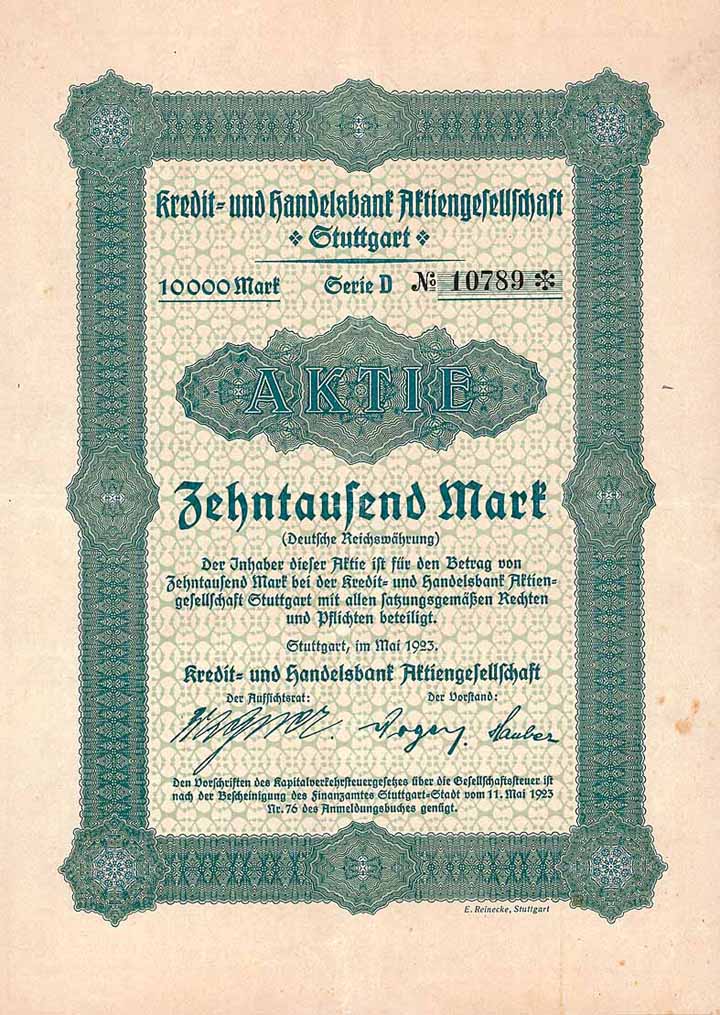 Kredit- und Handelsbank Aktiengesellschaft
Stuttgart
10000 Mark Serie D No 10789 *
AKTIE
Zehntausend Mark
(Deutsche Reichswährung)
Der Inhaber dieser Aktie ist für den Betrag von
Zehntausend Mark bei der Kredit- und Handelsbank Aktien-
gesellschaft Stuttgart mit allen satzungsgemäßen Rechten
und Pflichten beteiligt.
Stuttgart, im Mai 1923.
Kredit- und Handelsbank Aktiengesellschaft
Der Aufsichtsrat: Der Vorstand:
Hauber
Den Vorschriften des Kapitalverkehrsteuergesetzes über die Gesellschaftsteuer ist
nach der Bescheinigung des Finanzamtes Stuttgart-Stadt vom 11. Mai 1923
Nr. 76 des Anmeldungsbuches genügt.
E. Reinecke, Stuttgart